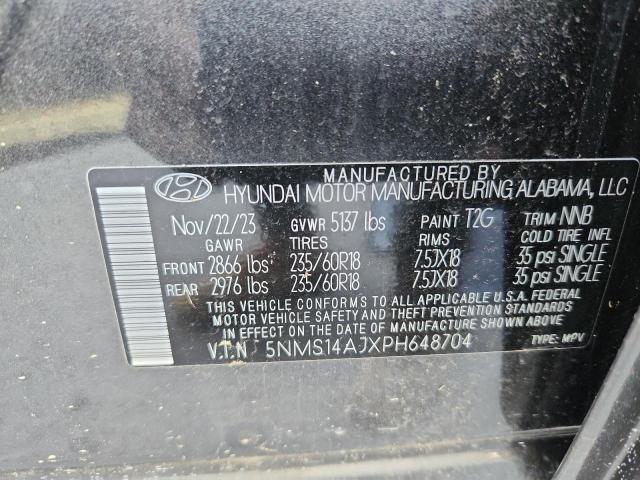 MANUFACTURED BY
HYUNDAI MOTOR MANUFACTURING ALABAMA, LLC
Nov/22/23 GVWR 5137 lbs PAINT T2G TRIM NNB
GAWR TIRES RIMS COLD TIRE INFL
FRONT 2866 lbs 235/60R18 7.5JX18 35 psi SINGLE
REAR 2976 lbs 235/60R18 7.5JX18 35 psi SINGLE
THIS VEHICLE CONFORMS TO ALL APPLICABLE U.S.A. FEDERAL
MOTOR VEHICLE SAFETY AND THEFT PREVENTION STANDARDS
IN EFFECT ON THE DATE OF MANUFACTURE SHOWN ABOVE.
V.I.N 5NMS14AJXPH648704 TYPE: MPV